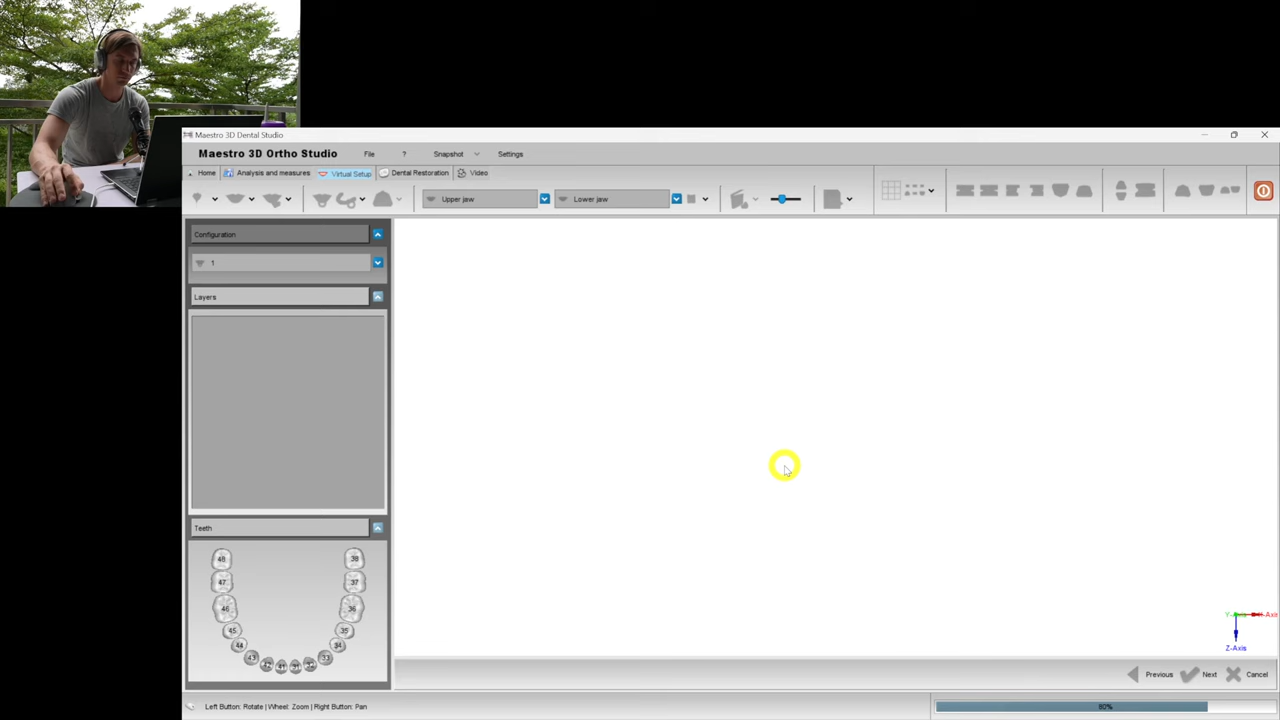 Maestro 3D Dental Studio
Maestro 3D Ortho Studio File ? Snapshot Settings
Home Analysis and measures Virtual Setup Dental Restoration Video
Upper jaw Lower jaw
Configuration
1
Layers
Teeth
48 38
47 37
46 36
45 35
44 34
43 33
42 41 31 32
Y-Axis X-Axis
Z-Axis
Previous Next Cancel
Left Button: Rotate | Wheel: Zoom | Right Button: Pan 80%